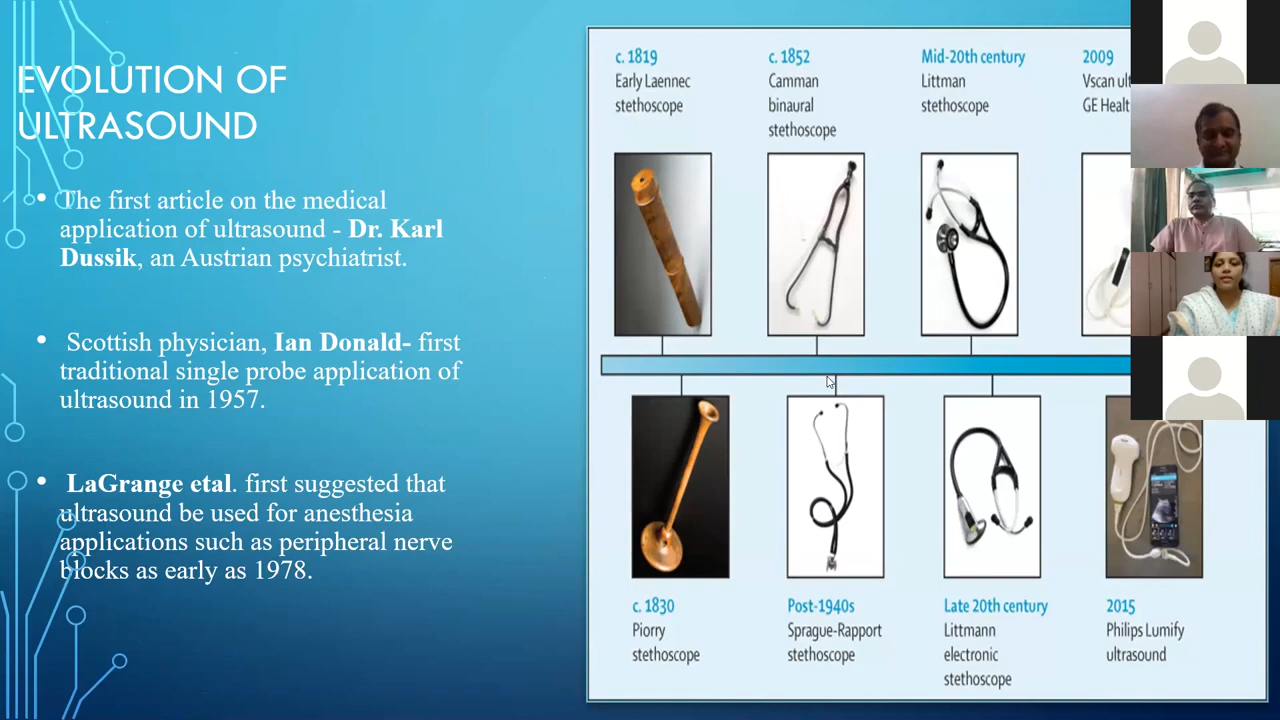 EVOLUTION OF
ULTRASOUND
• The first article on the medical
application of ultrasound - Dr. Karl
Dussik, an Austrian psychiatrist.
• Scottish physician, Ian Donald- first
traditional single probe application of
ultrasound in 1957.
• LaGrange etal. first suggested that
ultrasound be used for anesthesia
applications such as peripheral nerve
blocks as early as 1978.
c. 1819
Early Laennec
stethoscope
c. 1852
Camman
binaural
stethoscope
Mid-20th century
Littman
stethoscope
2009
Vscan
GE
c. 1830
Piorry
stethoscope
Post-1940s
Sprague-Rapport
stethoscope
Late 20th century
Littmann
electronic
stethoscope
2015
Philips Lumify
ultrasound